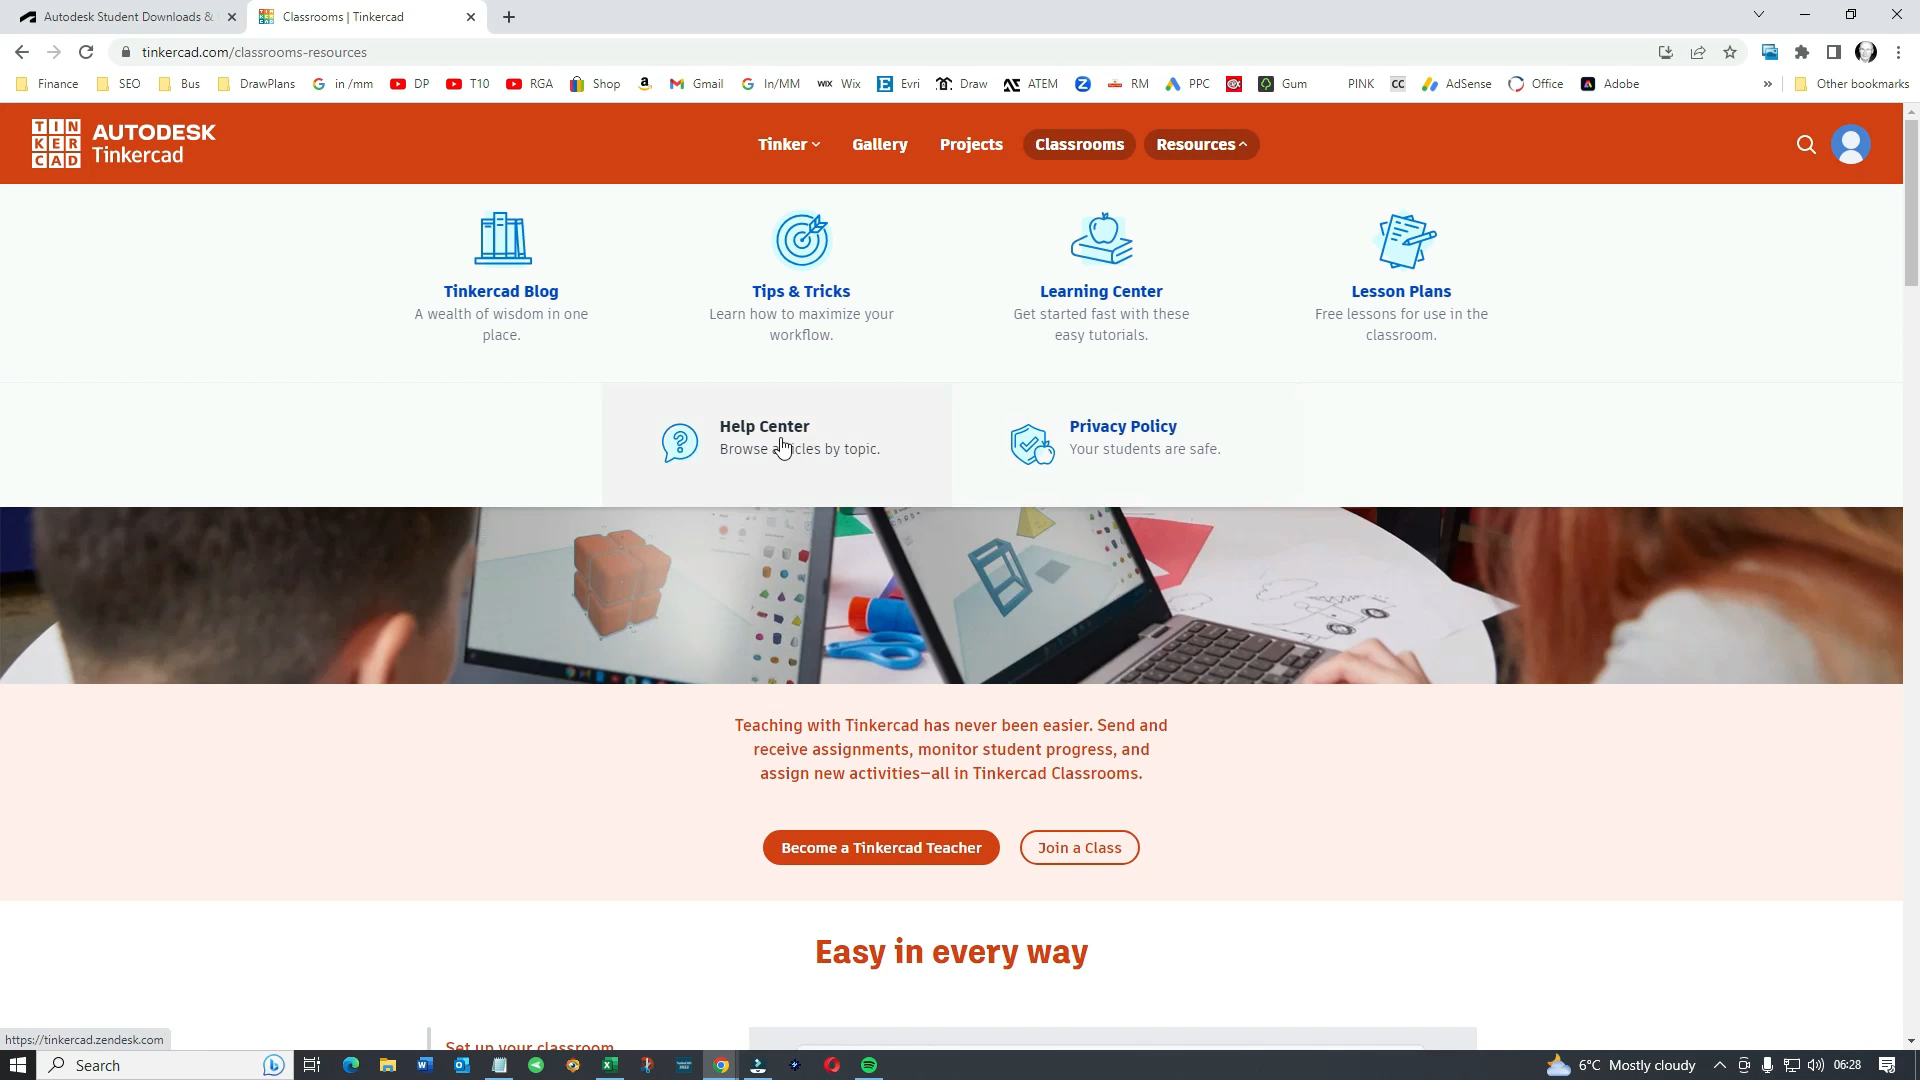 Autodesk Student Downloads &
Classrooms | Tinkercad
tinkercad.com/classrooms-resources
Finance SEO Bus DrawPlans in /mm DP T10 RGA Shop Gmail In/MM WIX Wix Evri Draw ATEM RM PPC Gum PINK CC AdSense Office Adobe » Other bookmarks
TIN
KER
CAD
AUTODESK
Tinkercad
Tinker Gallery Projects Classrooms Resources
Tinkercad Blog
A wealth of wisdom in one
place.
Tips & Tricks
Learn how to maximize your
workflow.
Learning Center
Get started fast with these
easy tutorials.
Lesson Plans
Free lessons for use in the
classroom.
Help Center
Browse articles by topic.
Privacy Policy
Your students are safe.
Teaching with Tinkercad has never been easier. Send and
receive assignments, monitor student progress, and
assign new activities—all in Tinkercad Classrooms.
Become a Tinkercad Teacher Join a Class
Easy in every way
Set up your classroom
https://tinkercad.zendesk.com
Search
6°C Mostly cloudy 06:28